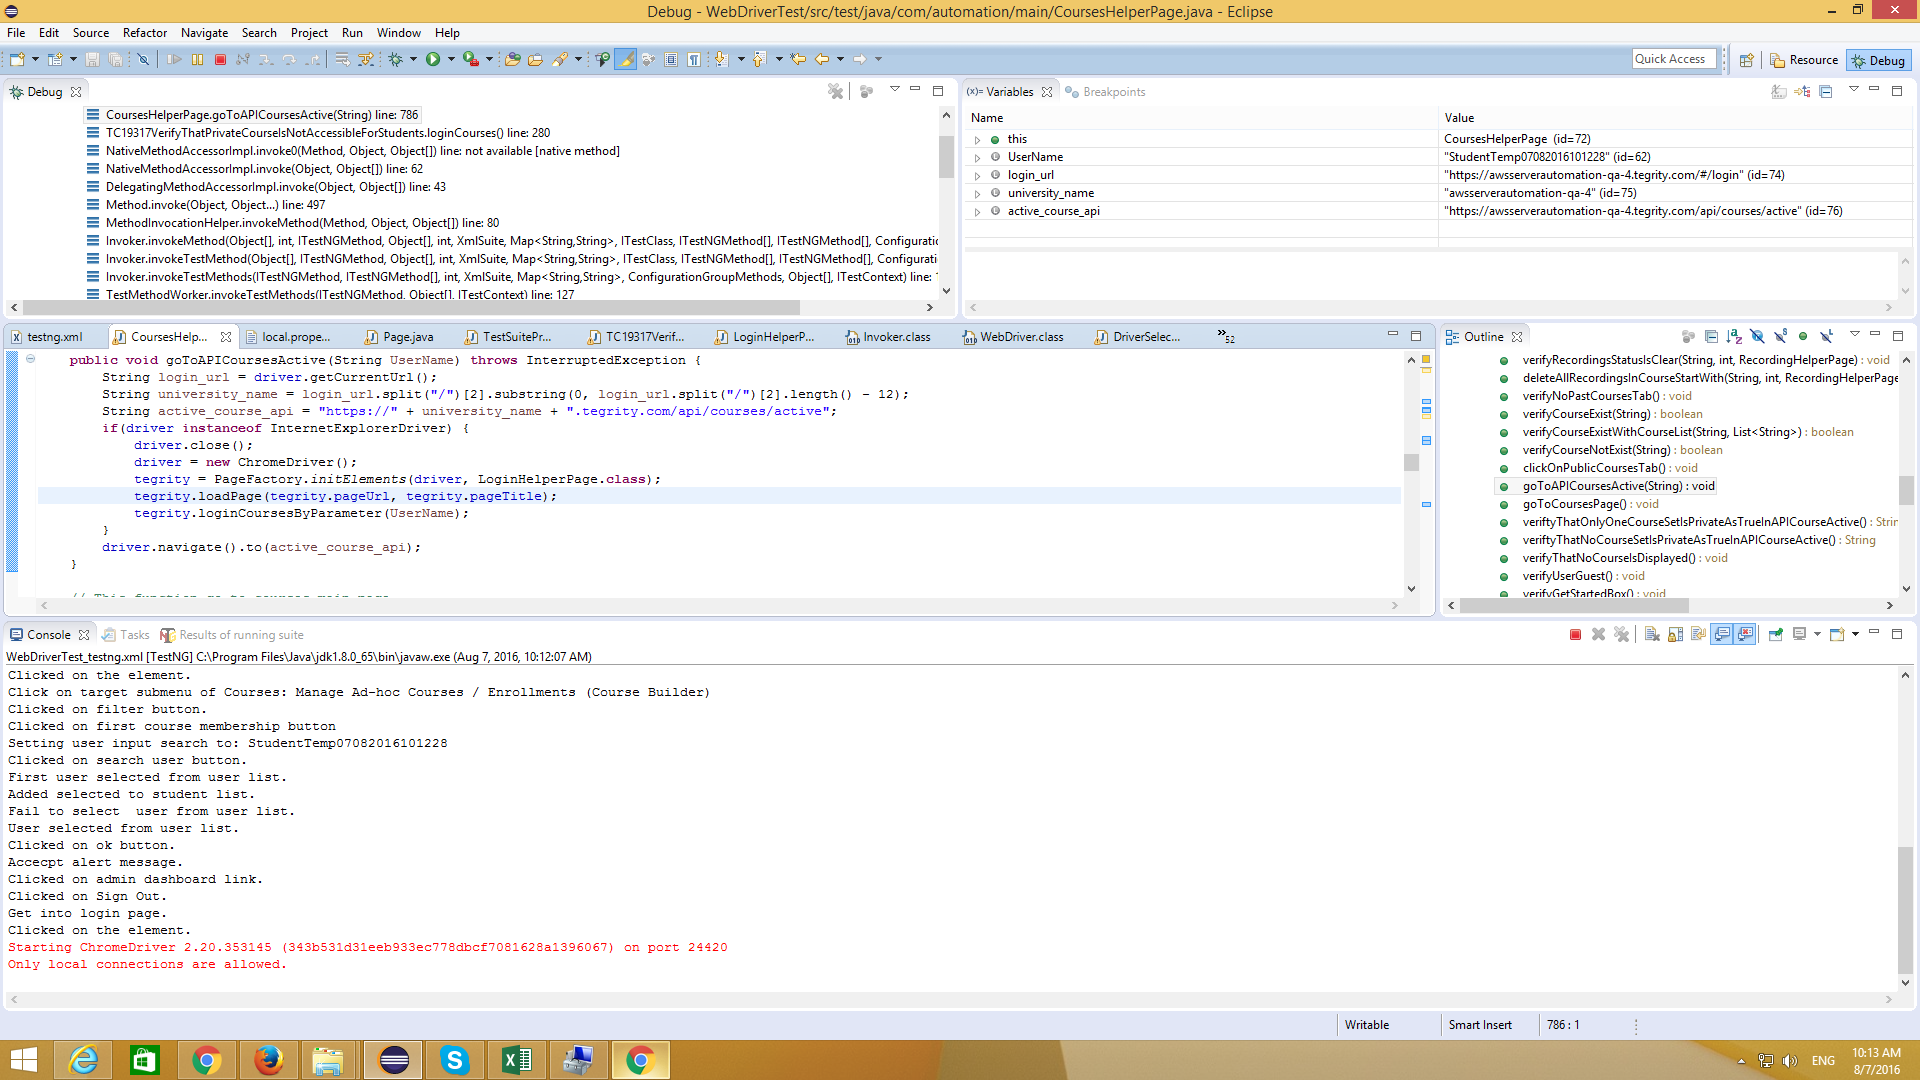 Debug - WebDriverTest/src/test/java/com/automation/main/CoursesHelperPage.java - Eclipse
File Edit Source Refactor Navigate Search Project Run Window Help
Quick Access Resource Debug
Debug
CoursesHelperPage.goToAPICoursesActive(String) line: 786
TC19317VerifyThatPrivateCourseIsNotAccessibleForStudents.loginCourses() line: 280
NativeMethodAccessorImpl.invoke0(Method, Object, Object[]) line: not available [native method]
NativeMethodAccessorImpl.invoke(Object, Object[]) line: 62
DelegatingMethodAccessorImpl.invoke(Object, Object[]) line: 43
Method.invoke(Object, Object...) line: 497
MethodInvocationHelper.invokeMethod(Method, Object, Object[]) line: 80
Invoker.invokeMethod(Object[], int, ITestNGMethod, Object[], int, XmlSuite, Map<String,String>, ITestClass, ITestNGMethod[], ITestNGMethod[], Configuratio
Invoker.invokeTestMethod(Object[], ITestNGMethod, Object[], int, XmlSuite, Map<String,String>, ITestClass, ITestNGMethod[], ITestNGMethod[], Configuratio
Invoker.invokeTestMethods(ITestNGMethod, ITestNGMethod[], int, XmlSuite, Map<String,String>, ConfigurationGroupMethods, Object[], ITestContext) line:
TestMethodWorker.invokeTestMethods(ITestNGMethod, Object[], ITestContext) line: 127
(x)= Variables Breakpoints
Name Value
this CoursesHelperPage (id=72)
UserName "StudentTemp07082016101228" (id=62)
login_url "https://awsserverautomation-qa-4.tegrity.com/#/login" (id=74)
university_name "awsserverautomation-qa-4" (id=75)
active_course_api "https://awsserverautomation-qa-4.tegrity.com/api/courses/active" (id=76)
testng.xml CoursesHelp... local.prope... Page.java TestSuitePr... TC19317Verif... LoginHelperP... Invoker.class WebDriver.class DriverSelec... »52
public void goToAPICoursesActive(String UserName) throws InterruptedException {
String login_url = driver.getCurrentUrl();
String university_name = login_url.split("/")[2].substring(0, login_url.split("/")[2].length() - 12);
String active_course_api = "https://" + university_name + ".tegrity.com/api/courses/active";
if(driver instanceof InternetExplorerDriver) {
driver.close();
driver = new ChromeDriver();
tegrity = PageFactory.initElements(driver, LoginHelperPage.class);
tegrity.loadPage(tegrity.pageUrl, tegrity.pageTitle);
tegrity.loginCoursesByParameter(UserName);
}
driver.navigate().to(active_course_api);
}
// This function go to courses main page
Outline
verifyRecordingsStatusIsClear(String, int, RecordingHelperPage) : void
deleteAllRecordingsInCourseStartWith(String, int, RecordingHelperPage
verifyNoPastCoursesTab() : void
verifyCourseExist(String) : boolean
verifyCourseExistWithCourseList(String, List<String>) : boolean
verifyCourseNotExist(String) : boolean
clickOnPublicCoursesTab() : void
goToAPICoursesActive(String) : void
goToCoursesPage() : void
veriftyThatOnlyOneCourseSetIsPrivateAsTrueInAPICourseActive() : Strin
veriftyThatNoCourseSetIsPrivateAsTrueInAPICourseActive() : String
verifyThatNoCourseIsDisplayed() : void
verifyUserGuest() : void
verifyGetStartedBox() : void
Console Tasks Results of running suite
WebDriverTest_testng.xml [TestNG] C:\Program Files\Java\jdk1.8.0_65\bin\javaw.exe (Aug 7, 2016, 10:12:07 AM)
Clicked on the element.
Click on target submenu of Courses: Manage Ad-hoc Courses / Enrollments (Course Builder)
Clicked on filter button.
Clicked on first course membership button
Setting user input search to: StudentTemp07082016101228
Clicked on search user button.
First user selected from user list.
Added selected to student list.
Fail to select  user from user list.
User selected from user list.
Clicked on ok button.
Accecpt alert message.
Clicked on admin dashboard link.
Clicked on Sign Out.
Get into login page.
Clicked on the element.
Starting ChromeDriver 2.20.353145 (343b531d31eeb933ec778dbcf7081628a1396067) on port 24420
Only local connections are allowed.
Writable Smart Insert 786 : 1
ENG 10:13 AM
8/7/2016